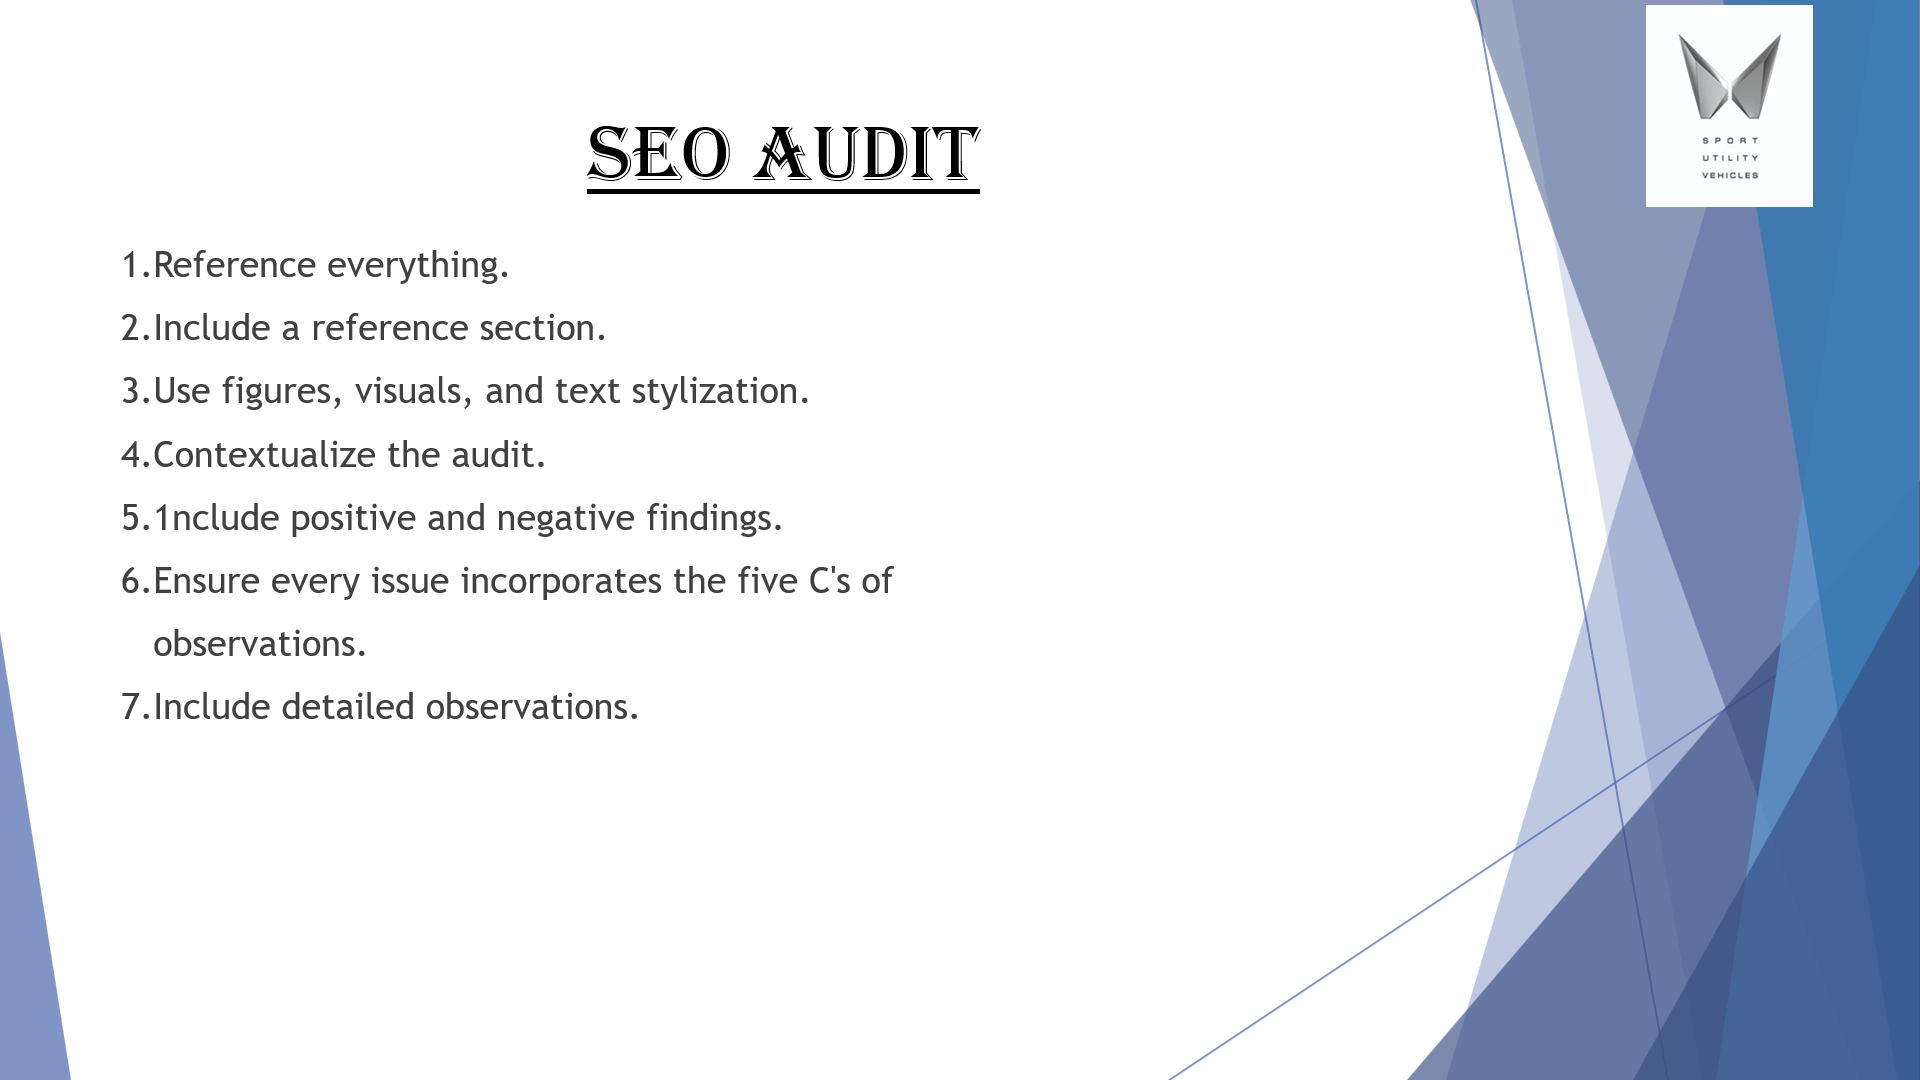 SPORT
UTILITY
VEHICLES
SEO AUDIT
1.Reference everything.
2.Include a reference section.
3.Use figures, visuals, and text stylization.
4.Contextualize the audit.
5.1nclude positive and negative findings.
6.Ensure every issue incorporates the five C's of
observations.
7.Include detailed observations.